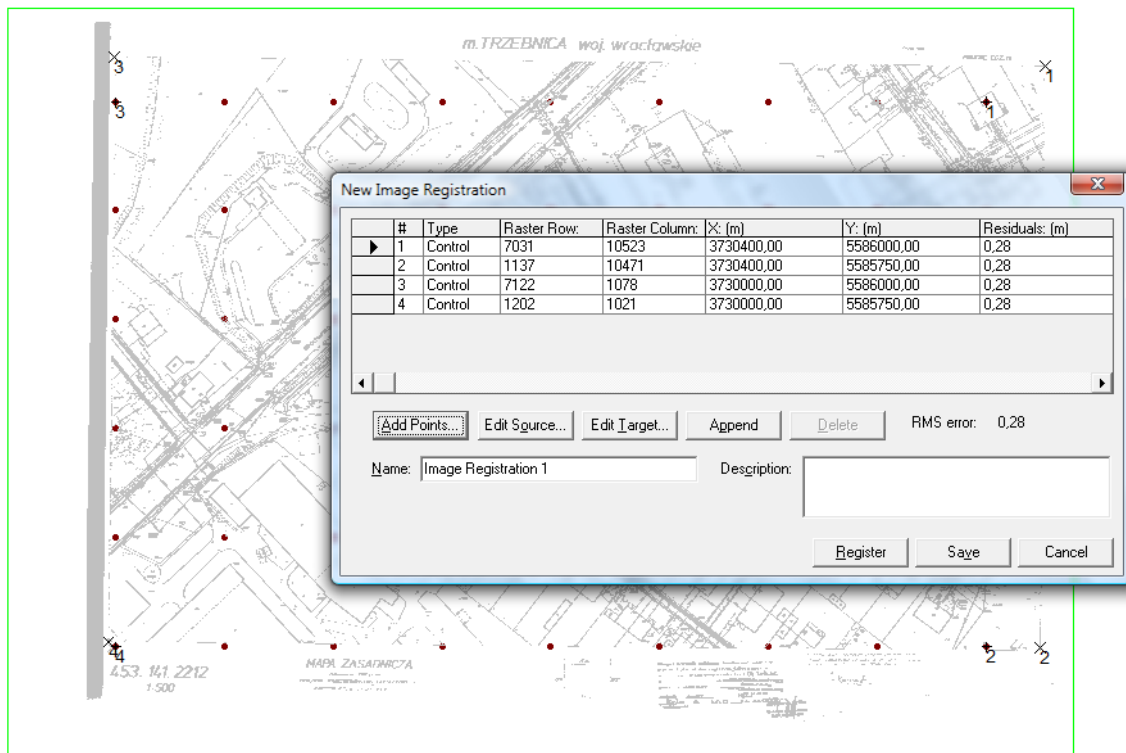 m. TRZEBNICA woj. wrocławskie
3
1
3
1
New Image Registration
# Type Raster Row: Raster Column: X: (m) Y: (m) Residuals: (m)
1 Control 7031 10523 3730400,00 5586000,00 0,28
2 Control 1137 10471 3730400,00 5585750,00 0,28
3 Control 7122 1078 3730000,00 5586000,00 0,28
4 Control 1202 1021 3730000,00 5585750,00 0,28
Add Points... Edit Source... Edit Target... Append Delete RMS error: 0,28
Name: Image Registration 1 Description:
Register Save Cancel
4
4
2
2
453. 141. 2212
1:500
MAPA ZASADNICZA